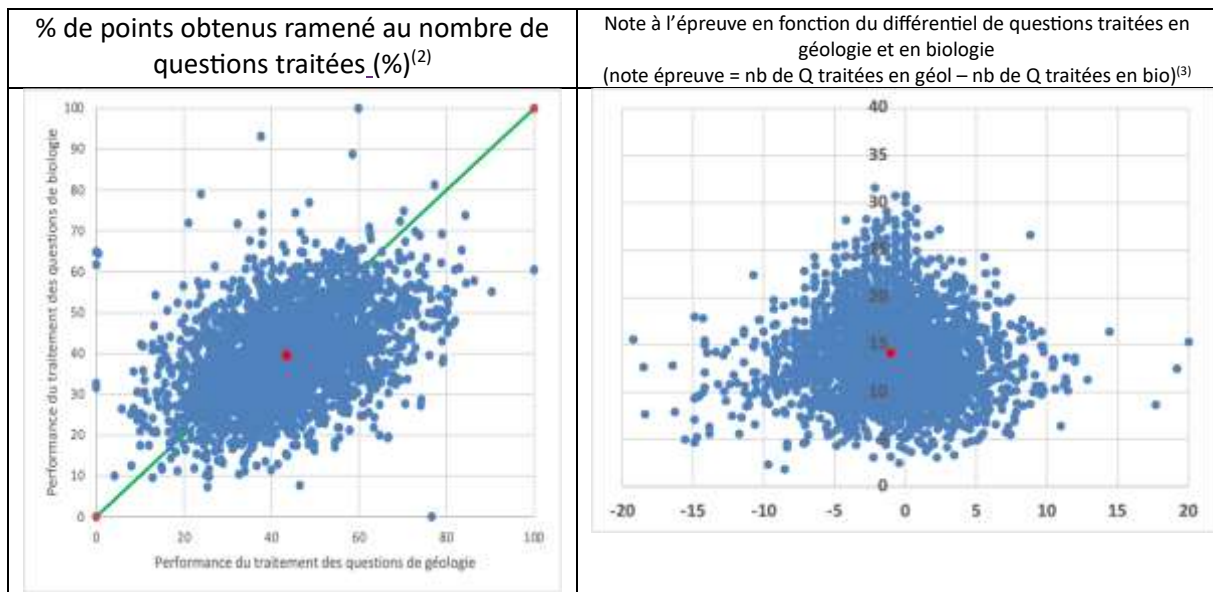 % de points obtenus ramené au nombre de
questions traitées (%)(2)
Note à l’épreuve en fonction du différentiel de questions traitées en
géologie et en biologie
(note épreuve = nb de Q traitées en géol – nb de Q traitées en bio)(3)
Performance du traitement des questions de biologie
100
90
80
70
60
50
40
30
20
10
0
0 20 40 60 80 100
Performance du traitement des questions de géologie
40
35
30
25
20
15
10
5
0
-20 -15 -10 -5 0 5 10 15 20